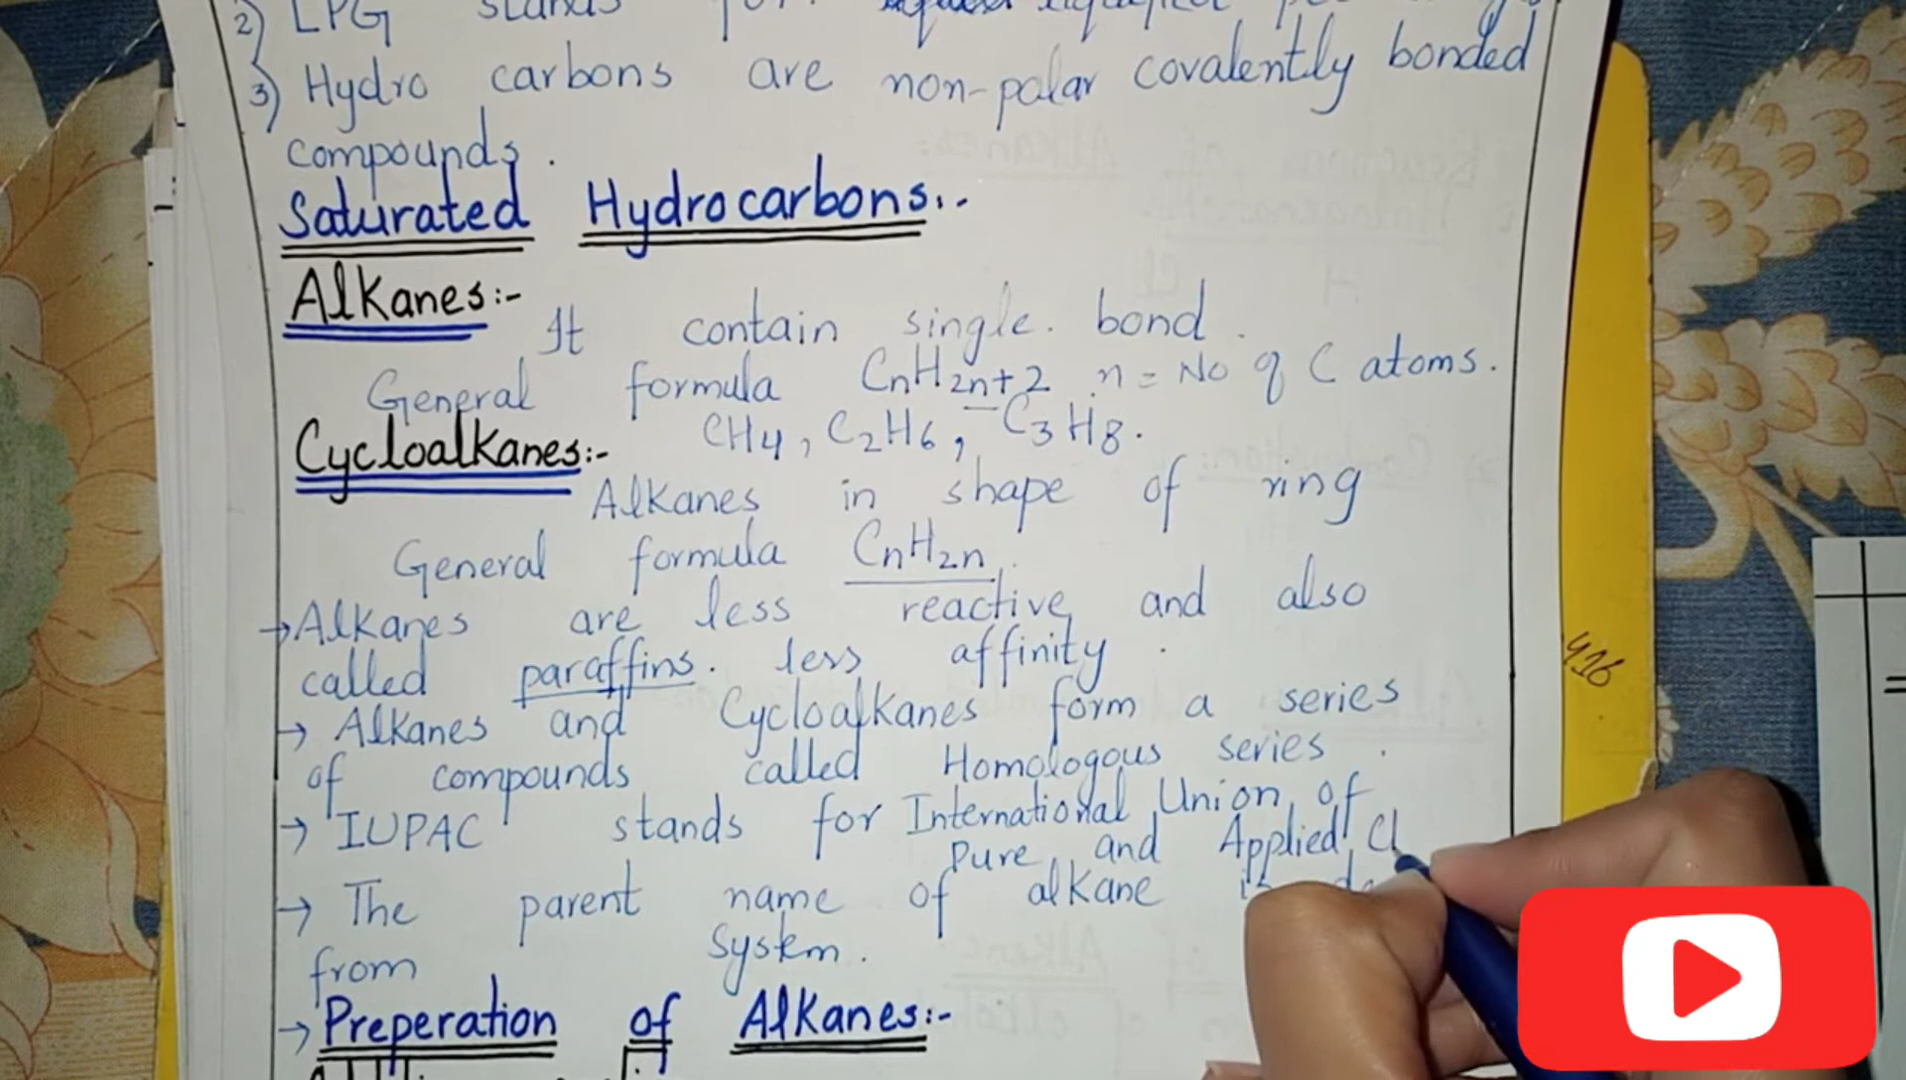 2) LPG stands for
3) Hydro carbons are non-polar covalently bonded
compounds.
Saturated Hydrocarbons:-
Alkanes:-
It contain single. bond.
General formula CnH2n+2 n = No of C atoms.
CH4, C2H6, C3H8.
Cycloalkanes:-
Alkanes in shape of ring
General formula CnH2n.
→Alkanes are less reactive and also
called paraffins. less affinity.
→ Alkanes and Cycloalkanes form a series
of compounds called Homologous series.
→ IUPAC stands for International Union of
Pure and Applied Ch
→ The parent name of alkane is
from System.
→ Preperation of Alkanes:-
416